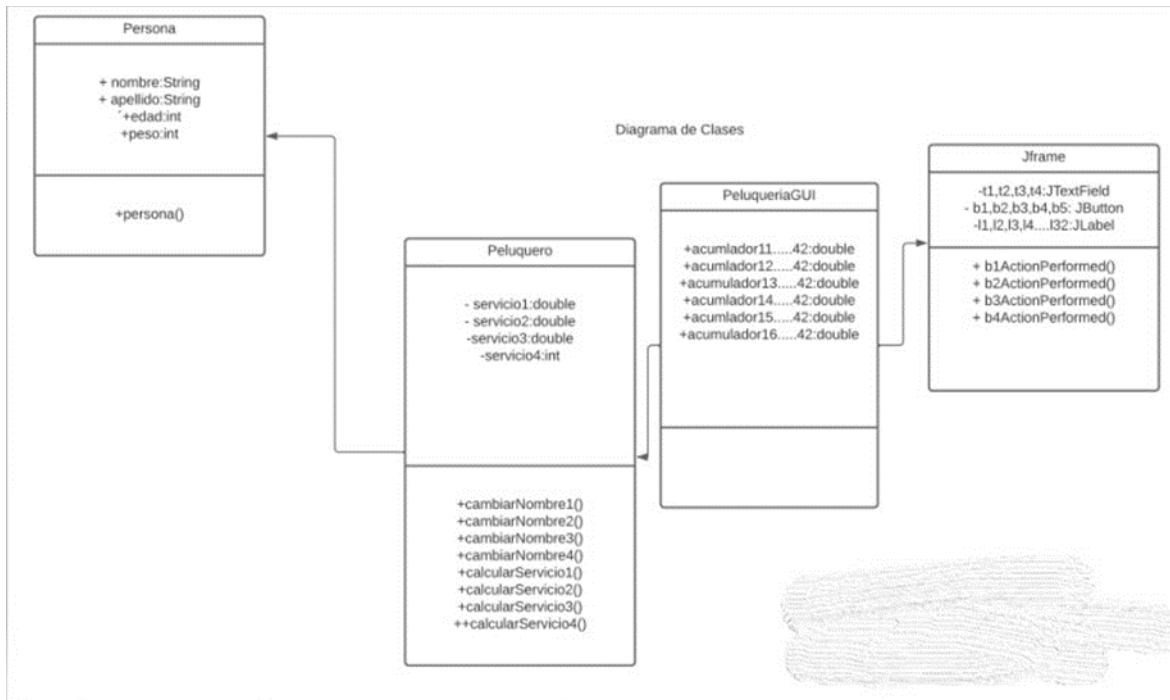 Persona
+ nombre:String
+ apellido:String
´+edad:int
+peso:int
+persona()
Diagrama de Clases
Peluquero
- servicio1:double
- servicio2:double
-servicio3:double
-servicio4:int
+cambiarNombre1()
+cambiarNombre2()
+cambiarNombre3()
+cambiarNombre4()
+calcularServicio1()
+calcularServicio2()
+calcularServicio3()
++calcularServicio4()
PeluqueriaGUI
+acumlador11.....42:double
+acumlador12.....42:double
+acumulador13.....42:double
+acumlador14.....42:double
+acumlador15.....42:double
+acumulador16.....42:double
Jframe
-t1,t2,t3,t4:JTextField
- b1,b2,b3,b4,b5: JButton
-l1,l2,l3,l4....l32:JLabel
+ b1ActionPerformed()
+ b2ActionPerformed()
+ b3ActionPerformed()
+ b4ActionPerformed()